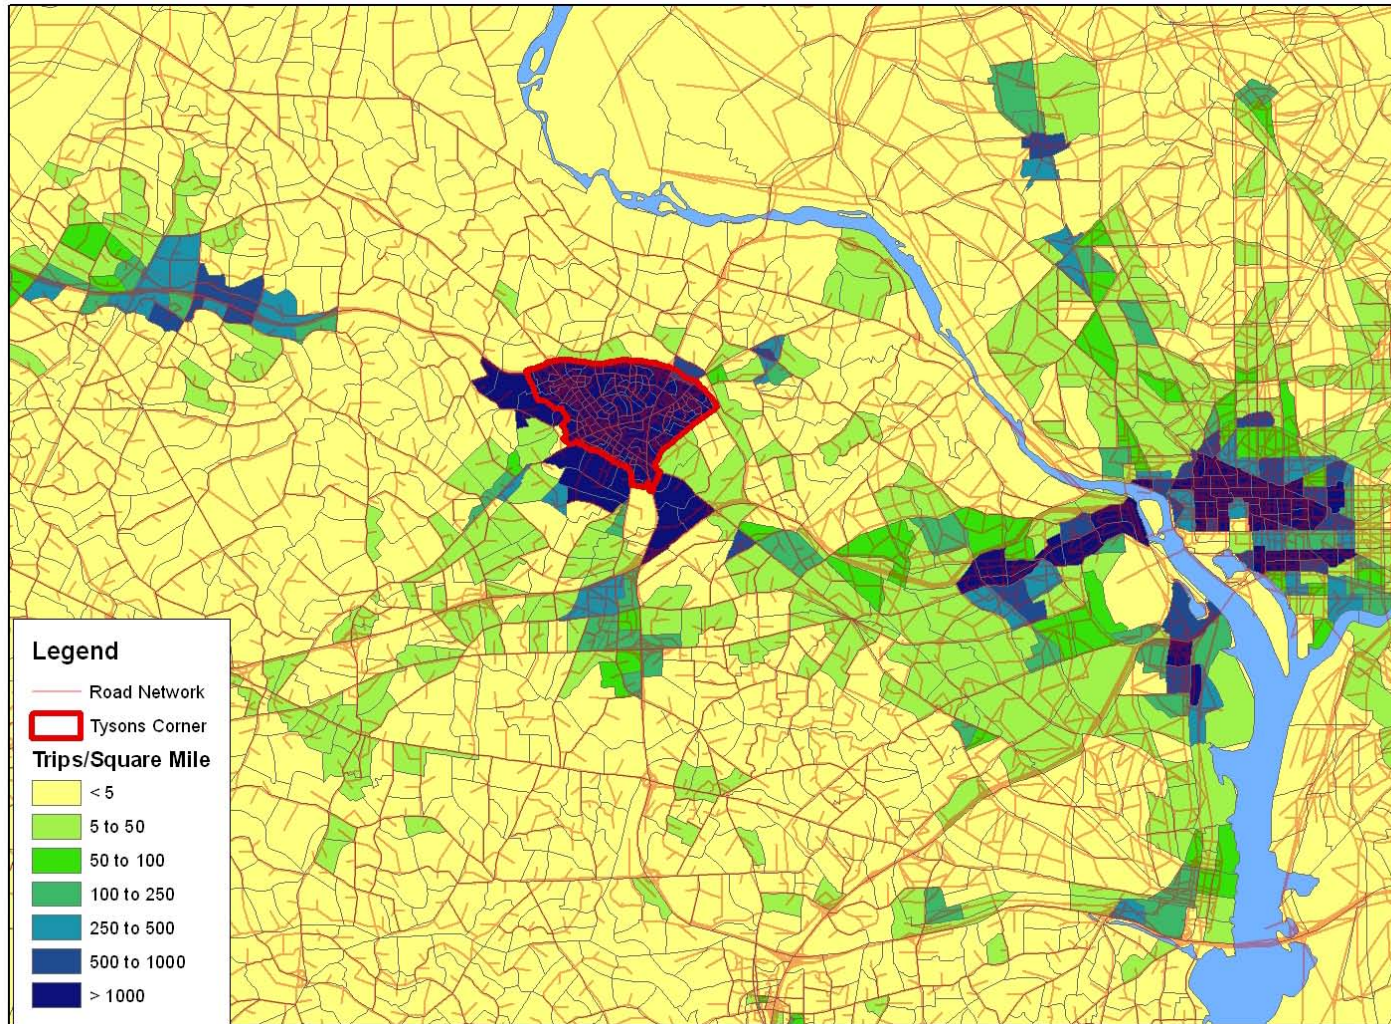 Legend
Road Network
Tysons Corner
Trips/Square Mile
< 5
5 to 50
50 to 100
100 to 250
250 to 500
500 to 1000
> 1000